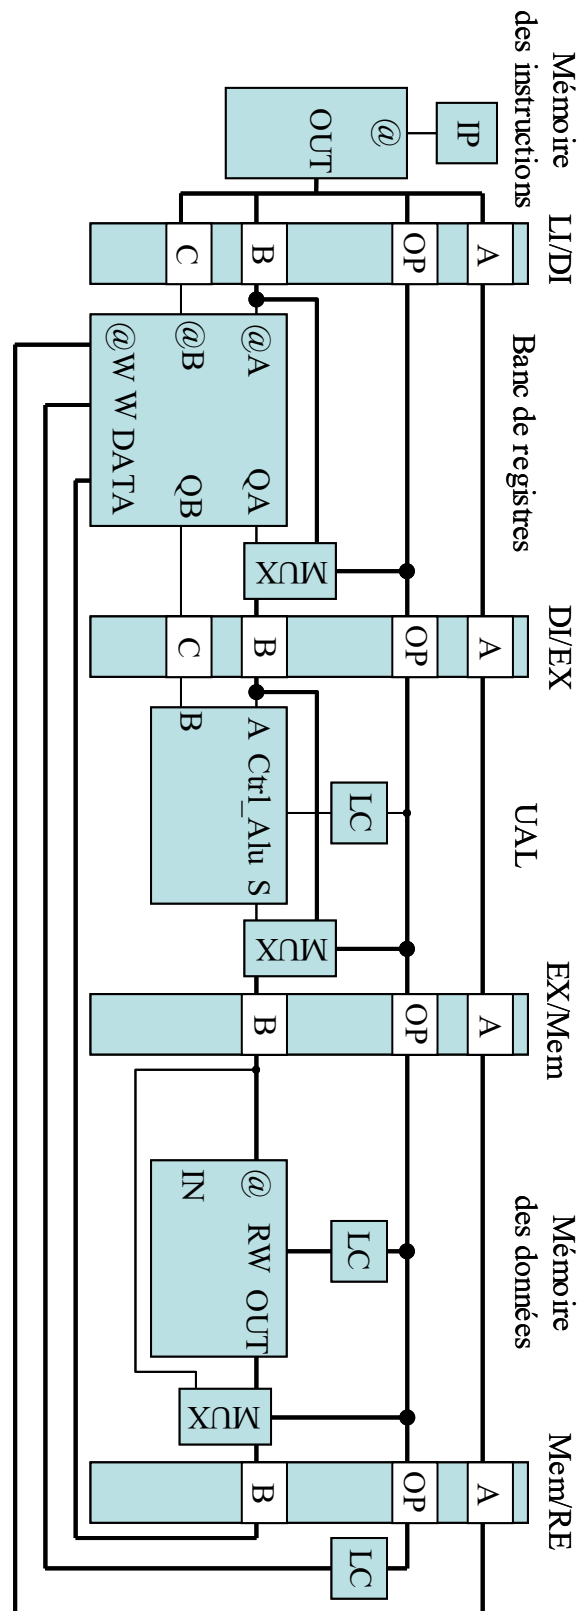 Mémoire
des instructions
LI/DI
Banc de registres
DI/EX
UAL
EX/Mem
Mémoire
des données
Mem/RE
IP
@
OUT
A
OP
B
C
@A
@B
@W W DATA
QA
QB
MUX
A
OP
B
C
LC
A Ctrl_Alu S
B
MUX
A
OP
B
LC
@ RW OUT
IN
MUX
A
OP
B
LC